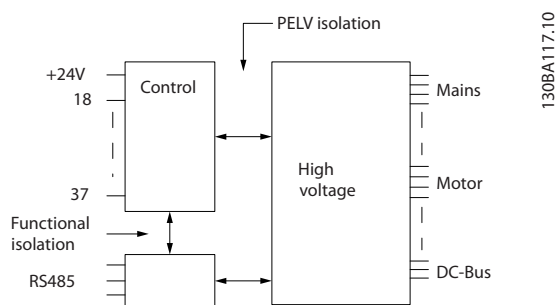 PELV isolation
+24V
Control
18
Mains
High
voltage
37
Motor
Functional
isolation
RS485
DC-Bus
130BA117.10